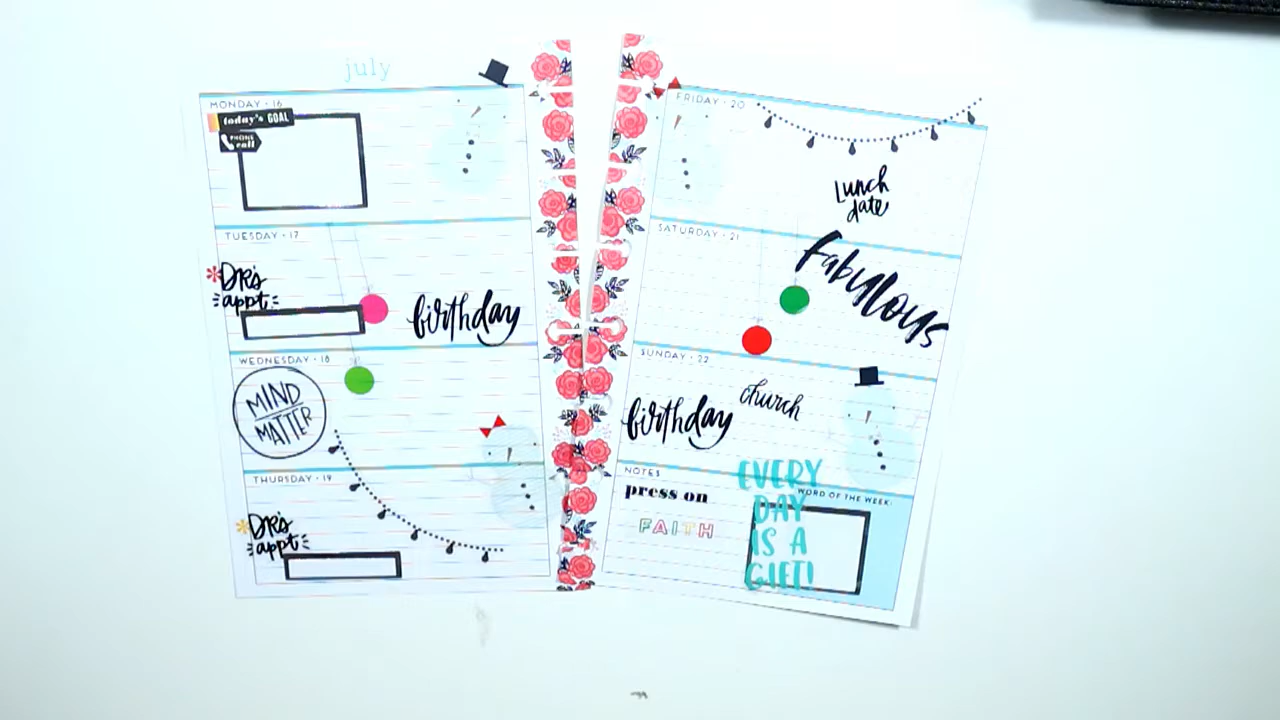 july
MONDAY • 16
today's GOAL
PHONE
call
TUESDAY • 17
DR's
appt
birthday
WEDNESDAY • 18
MIND
MATTER
THURSDAY • 19
DR's
appt
FRIDAY • 20
Lunch
date
SATURDAY • 21
fabulous
SUNDAY • 22
church
birthday
NOTES
press on
FAITH
WORD OF THE WEEK:
EVERY
DAY
IS A
GIFT!